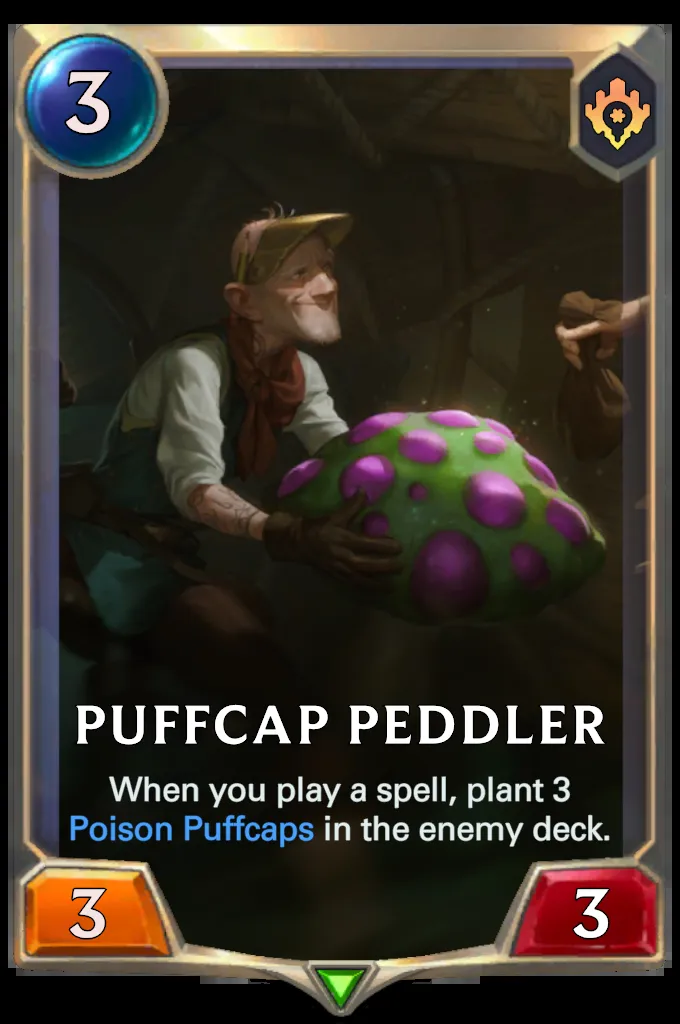 3
PUFFCAP PEDDLER
When you play a spell, plant 3
Poison Puffcaps in the enemy deck.
3
3